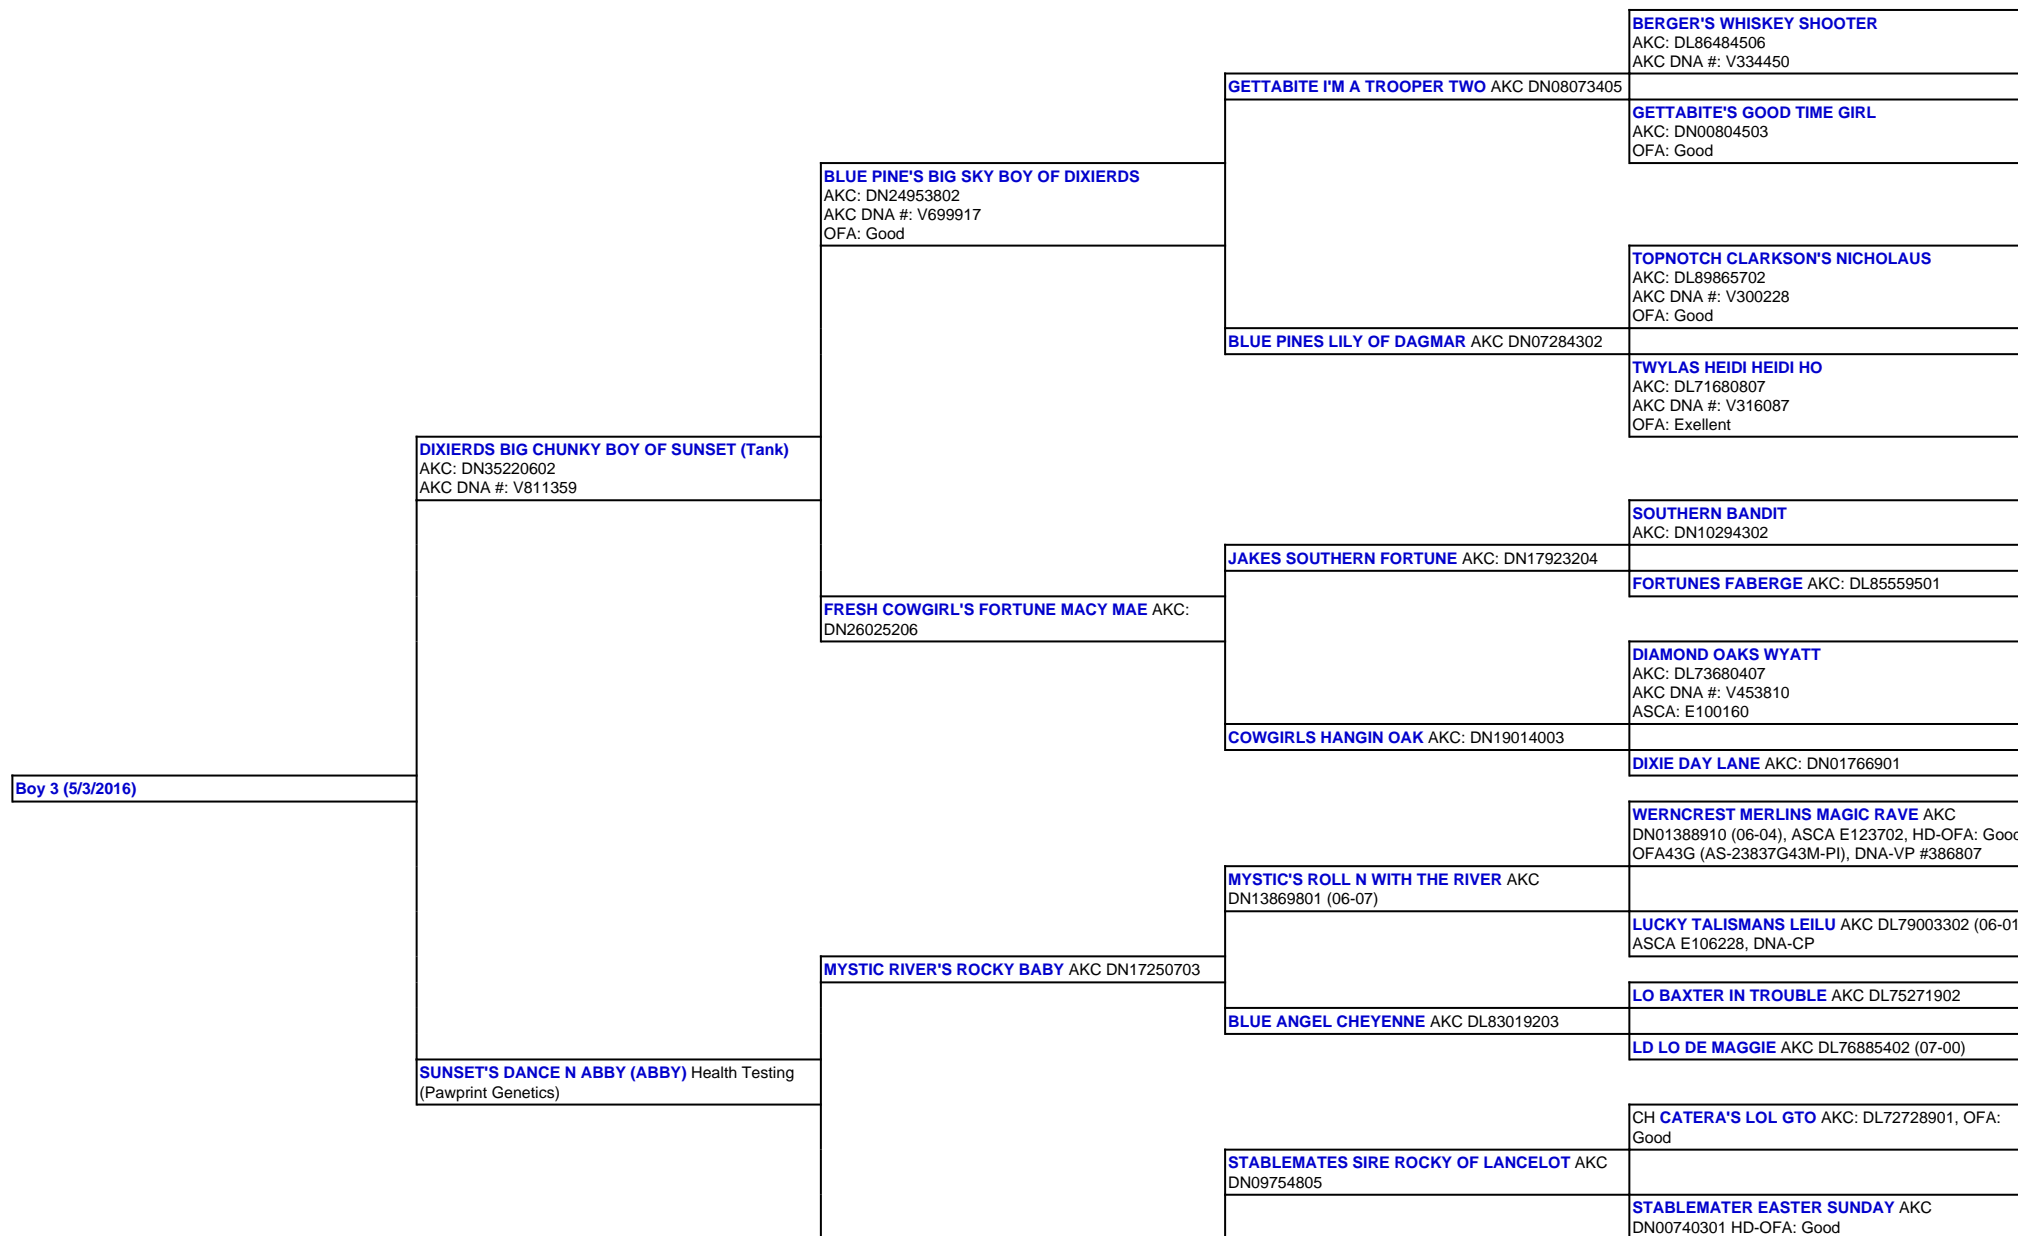 BERGER'S WHISKEY SHOOTER
AKC: DL86484506
AKC DNA #: V334450
GETTABITE I'M A TROOPER TWO AKC DN08073405
GETTABITE'S GOOD TIME GIRL
AKC: DN00804503
OFA: Good
BLUE PINE'S BIG SKY BOY OF DIXIERDS
AKC: DN24953802
AKC DNA #: V699917
OFA: Good
TOPNOTCH CLARKSON'S NICHOLAUS
AKC: DL89865702
AKC DNA #: V300228
OFA: Good
BLUE PINES LILY OF DAGMAR AKC DN07284302
TWYLAS HEIDI HEIDI HO
AKC: DL71680807
AKC DNA #: V316087
OFA: Exellent
DIXIERDS BIG CHUNKY BOY OF SUNSET (Tank)
AKC: DN35220602
AKC DNA #: V811359
SOUTHERN BANDIT
AKC: DN10294302
JAKES SOUTHERN FORTUNE AKC: DN17923204
FORTUNES FABERGE AKC: DL85559501
FRESH COWGIRL'S FORTUNE MACY MAE AKC:
DN26025206
DIAMOND OAKS WYATT
AKC: DL73680407
AKC DNA #: V453810
ASCA: E100160
COWGIRLS HANGIN OAK AKC: DN19014003
DIXIE DAY LANE AKC: DN01766901
Boy 3 (5/3/2016)
WERNCREST MERLINS MAGIC RAVE AKC
DN01388910 (06-04), ASCA E123702, HD-OFA: Good
OFA43G (AS-23837G43M-PI), DNA-VP #386807
MYSTIC'S ROLL N WITH THE RIVER AKC
DN13869801 (06-07)
LUCKY TALISMANS LEILU AKC DL79003302 (06-01
ASCA E106228, DNA-CP
MYSTIC RIVER'S ROCKY BABY AKC DN17250703
LO BAXTER IN TROUBLE AKC DL75271902
BLUE ANGEL CHEYENNE AKC DL83019203
LD LO DE MAGGIE AKC DL76885402 (07-00)
SUNSET'S DANCE N ABBY (ABBY) Health Testing
(Pawprint Genetics)
CH CATERA'S LOL GTO AKC: DL72728901, OFA:
Good
STABLEMATES SIRE ROCKY OF LANCELOT AKC
DN09754805
STABLEMATER EASTER SUNDAY AKC
DN00740301 HD-OFA: Good